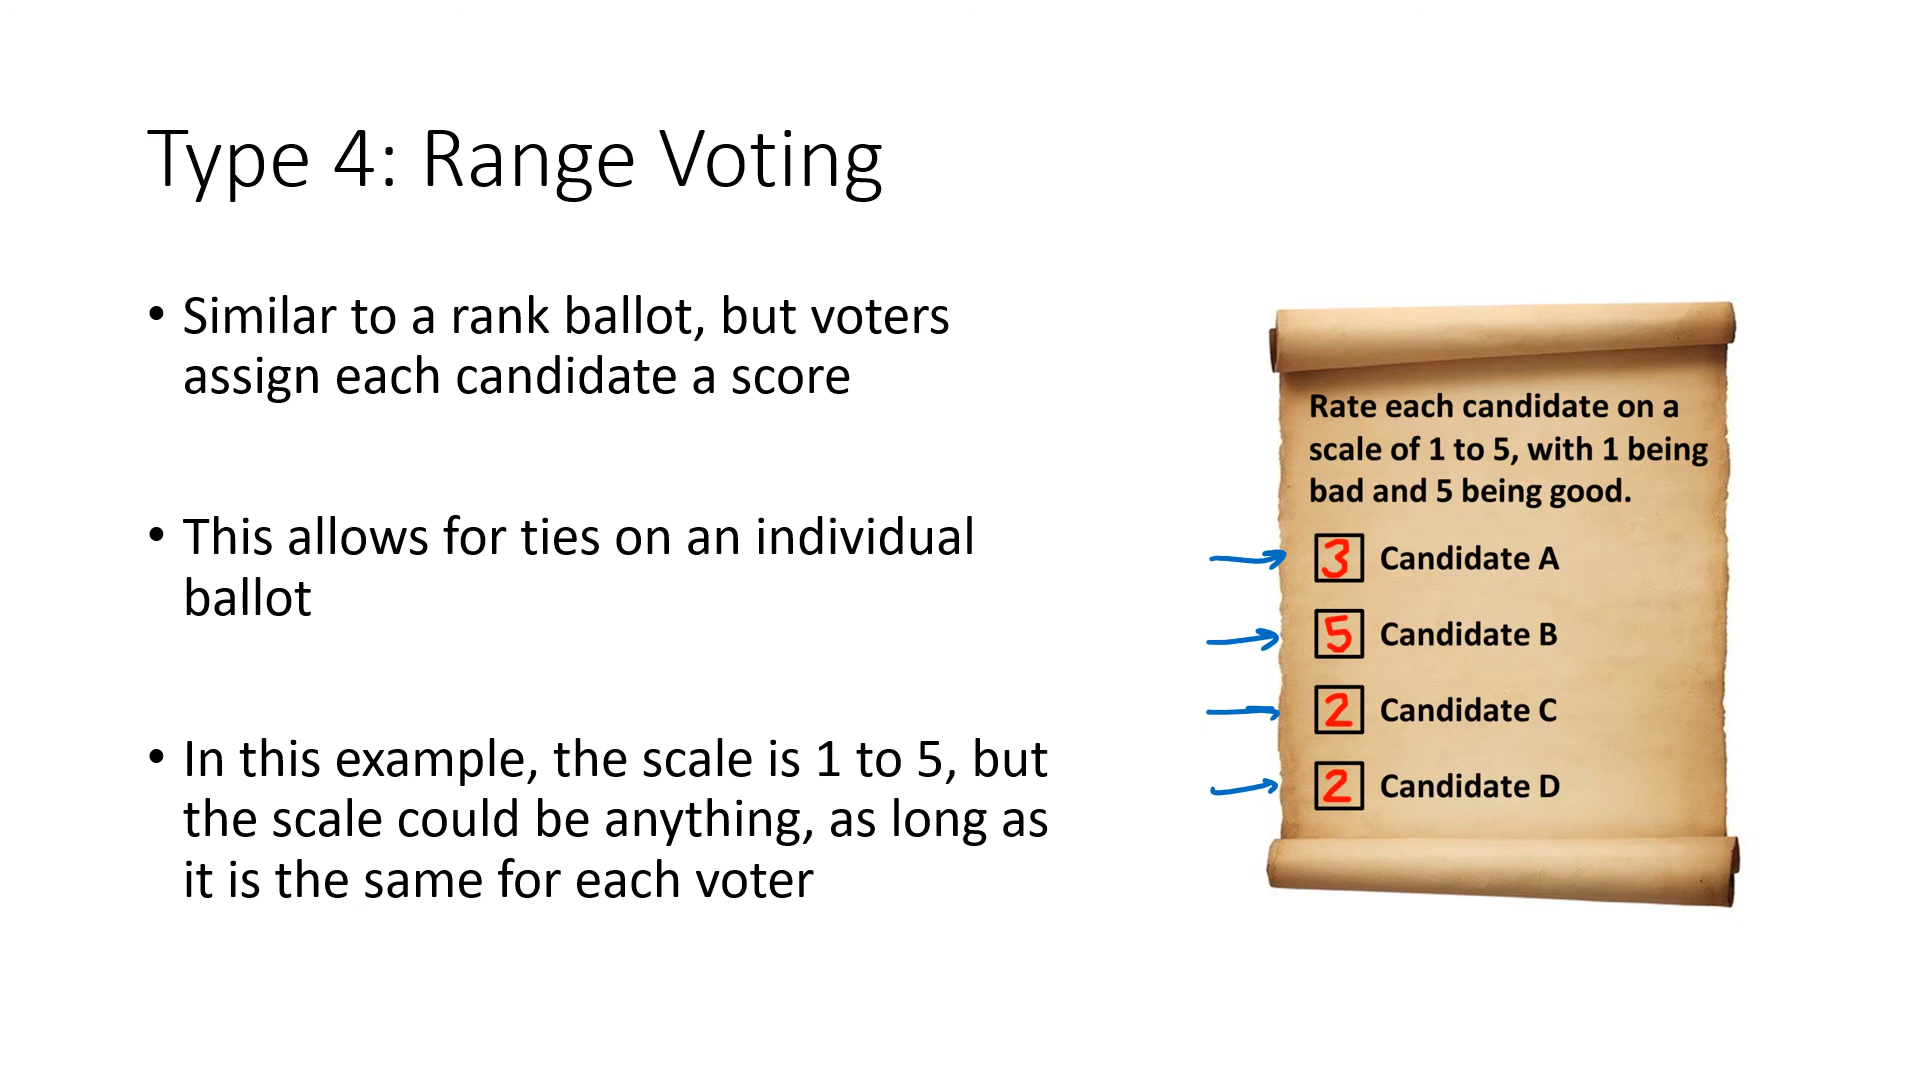 Type 4: Range Voting
• Similar to a rank ballot, but voters
assign each candidate a score
• This allows for ties on an individual
ballot
• In this example, the scale is 1 to 5, but
the scale could be anything, as long as
it is the same for each voter
Rate each candidate on a
scale of 1 to 5, with 1 being
bad and 5 being good.
3 Candidate A
5 Candidate B
2 Candidate C
2 Candidate D